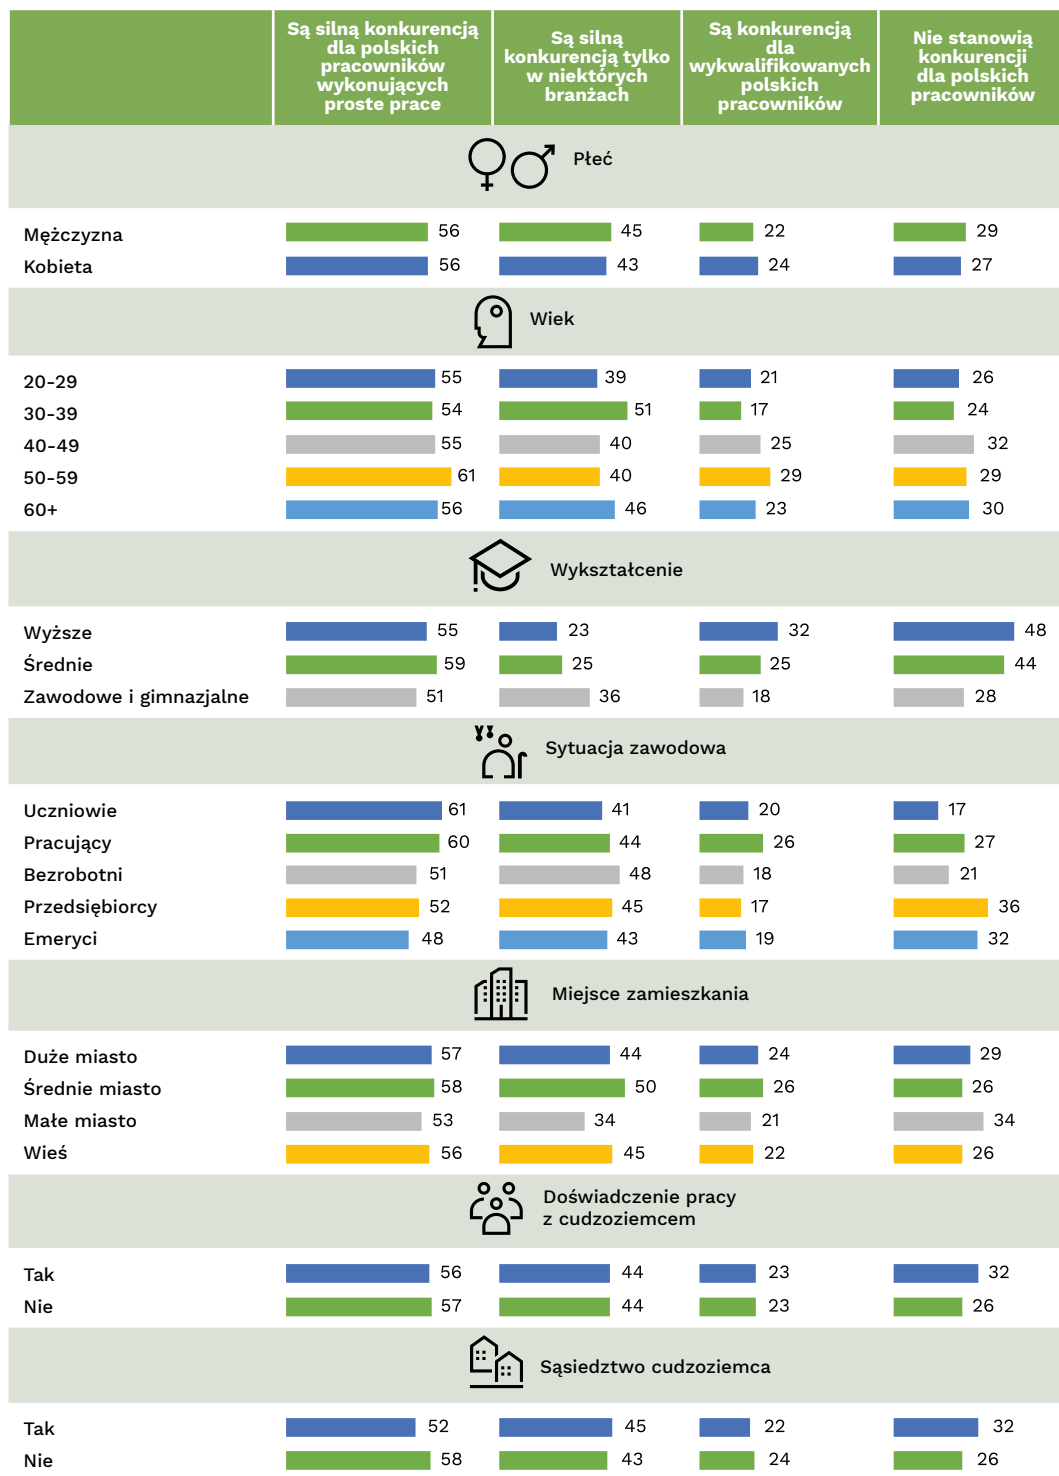 Są silną konkurencją
dla polskich
pracowników
wykonujących
proste prace
Są silną
konkurencją tylko
w niektórych
branżach
Są konkurencją
dla
wykwalifikowanych
polskich
pracowników
Nie stanowią
konkurencji
dla polskich
pracowników
Płeć
Mężczyzna 56 45 22 29
Kobieta 56 43 24 27
Wiek
20-29 55 39 21 26
30-39 54 51 17 24
40-49 55 40 25 32
50-59 61 40 29 29
60+ 56 46 23 30
Wykształcenie
Wyższe 55 23 32 48
Średnie 59 25 25 44
Zawodowe i gimnazjalne 51 36 18 28
Sytuacja zawodowa
Uczniowie 61 41 20 17
Pracujący 60 44 26 27
Bezrobotni 51 48 18 21
Przedsiębiorcy 52 45 17 36
Emeryci 48 43 19 32
Miejsce zamieszkania
Duże miasto 57 44 24 29
Średnie miasto 58 50 26 26
Małe miasto 53 34 21 34
Wieś 56 45 22 26
Doświadczenie pracy
z cudzoziemcem
Tak 56 44 23 32
Nie 57 44 23 26
Sąsiedztwo cudzoziemca
Tak 52 45 22 32
Nie 58 43 24 26